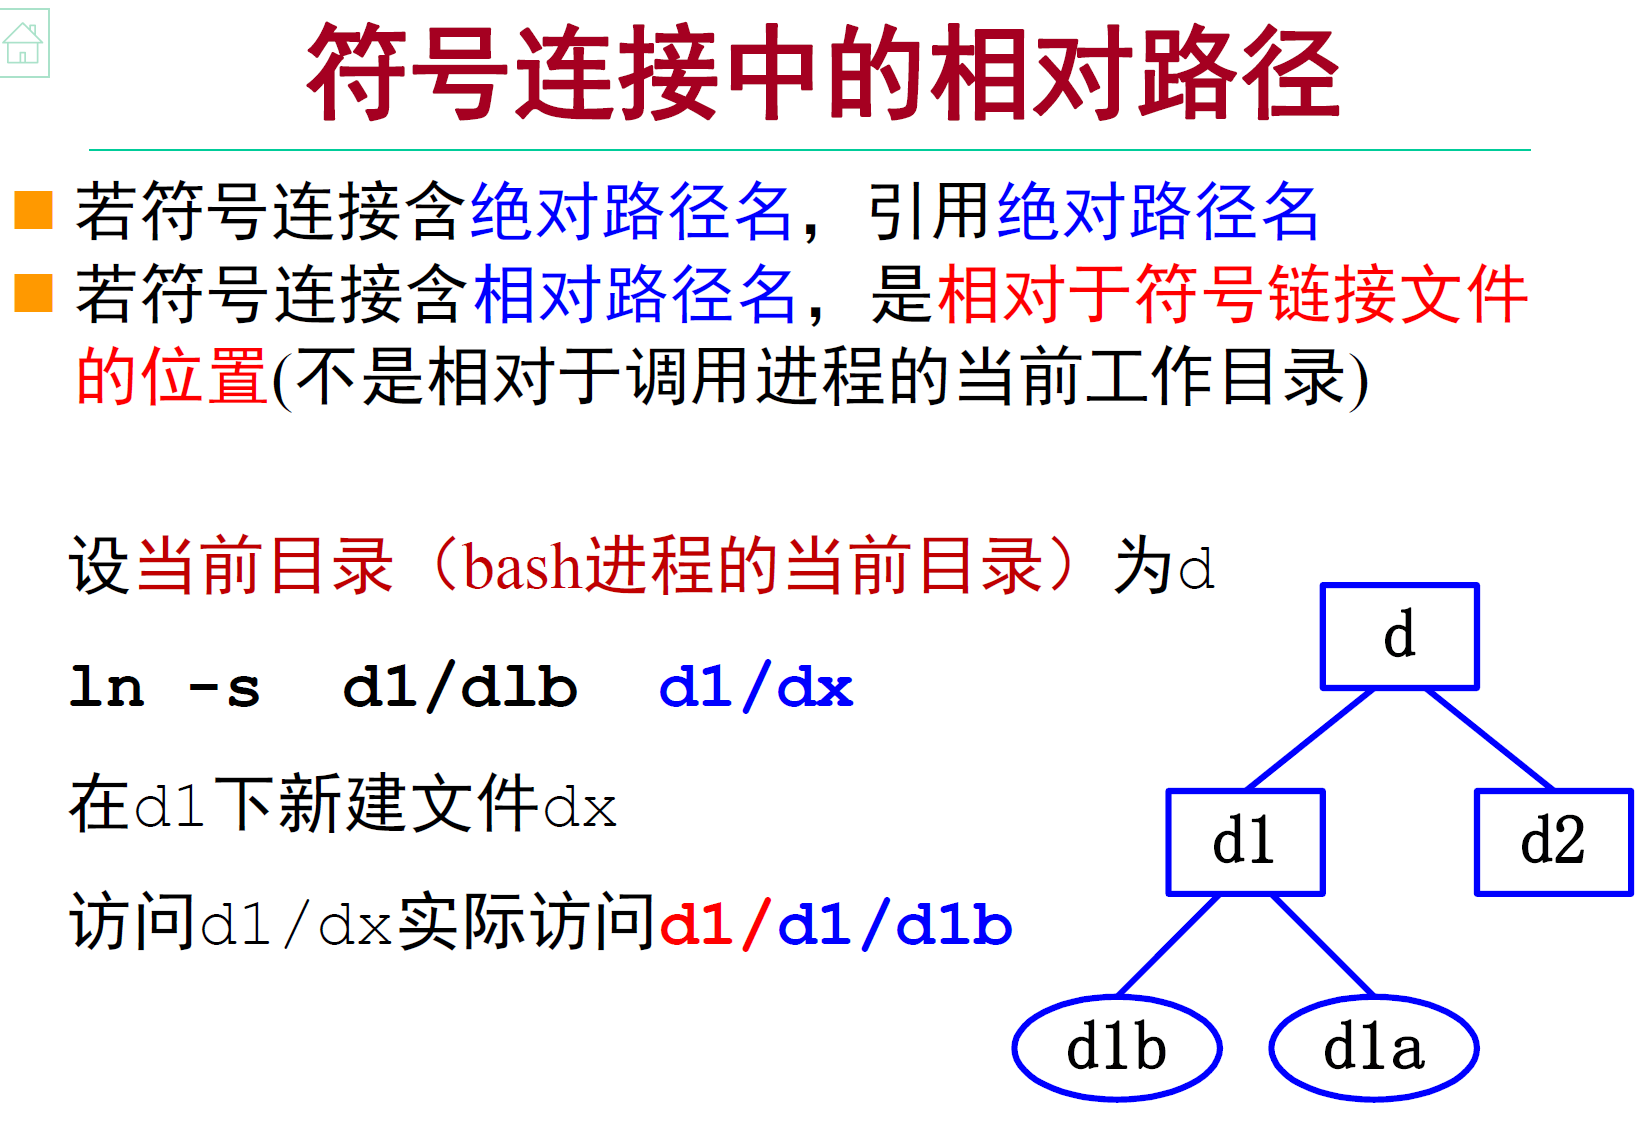 符号连接中的相对路径
若符号连接含绝对路径名，引用绝对路径名
若符号连接含相对路径名，是相对于符号链接文件
的位置(不是相对于调用进程的当前工作目录)
设当前目录（bash进程的当前目录）为d
ln -s d1/dlb d1/dx
在d1下新建文件dx
访问d1/dx实际访问d1/d1/d1b
d
d1 d2
d1b d1a